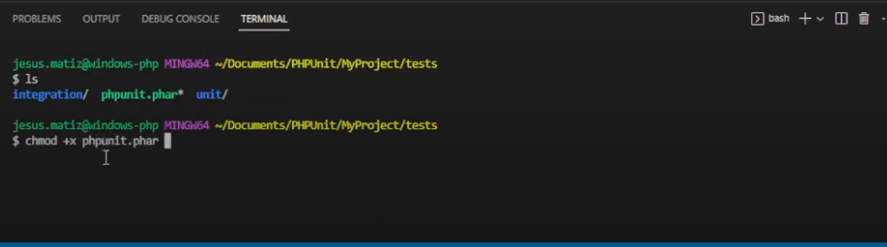 PROBLEMS OUTPUT DEBUG CONSOLE TERMINAL bash
jesus.matiz@windows-php MINGW64 ~/Documents/PHPUnit/MyProject/tests
$ ls
integration/ phpunit.phar* unit/
jesus.matiz@windows-php MINGW64 ~/Documents/PHPUnit/MyProject/tests
$ chmod +x phpunit.phar